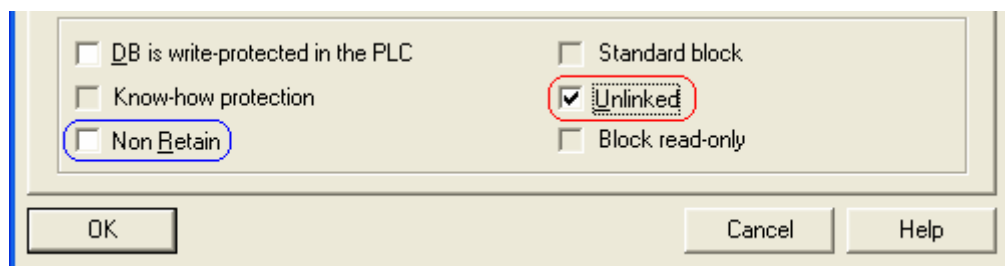 DB is write-protected in the PLC
Standard block
Know-how protection
Unlinked
Non Retain
Block read-only
OK
Cancel
Help